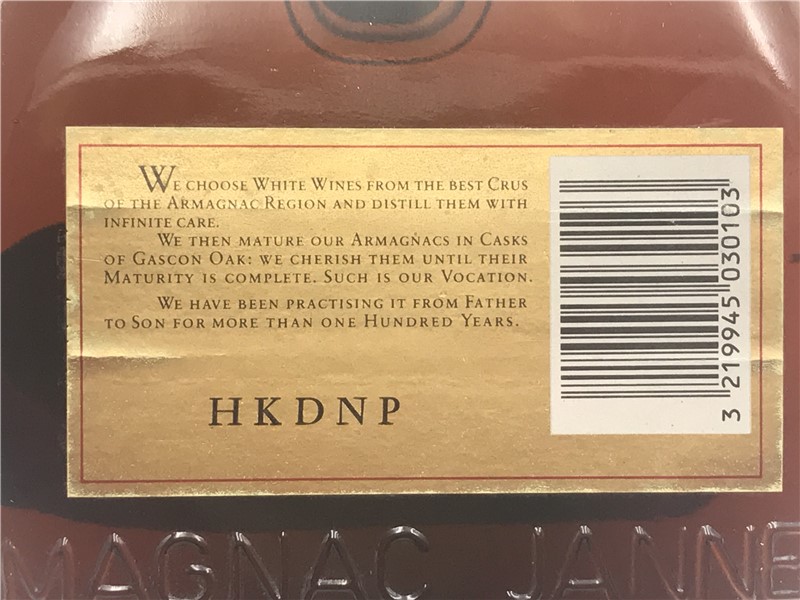 WE CHOOSE WHITE WINES FROM THE BEST CRUS
OF THE ARMAGNAC REGION AND DISTILL THEM WITH
INFINITE CARE.
WE THEN MATURE OUR ARMAGNACS IN CASKS
OF GASCON OAK: WE CHERISH THEM UNTIL THEIR
MATURITY IS COMPLETE. SUCH IS OUR VOCATION.
WE HAVE BEEN PRACTISING IT FROM FATHER
TO SON FOR MORE THAN ONE HUNDRED YEARS.
HKDNP
3 219945 030103
MAGNAC JANNE